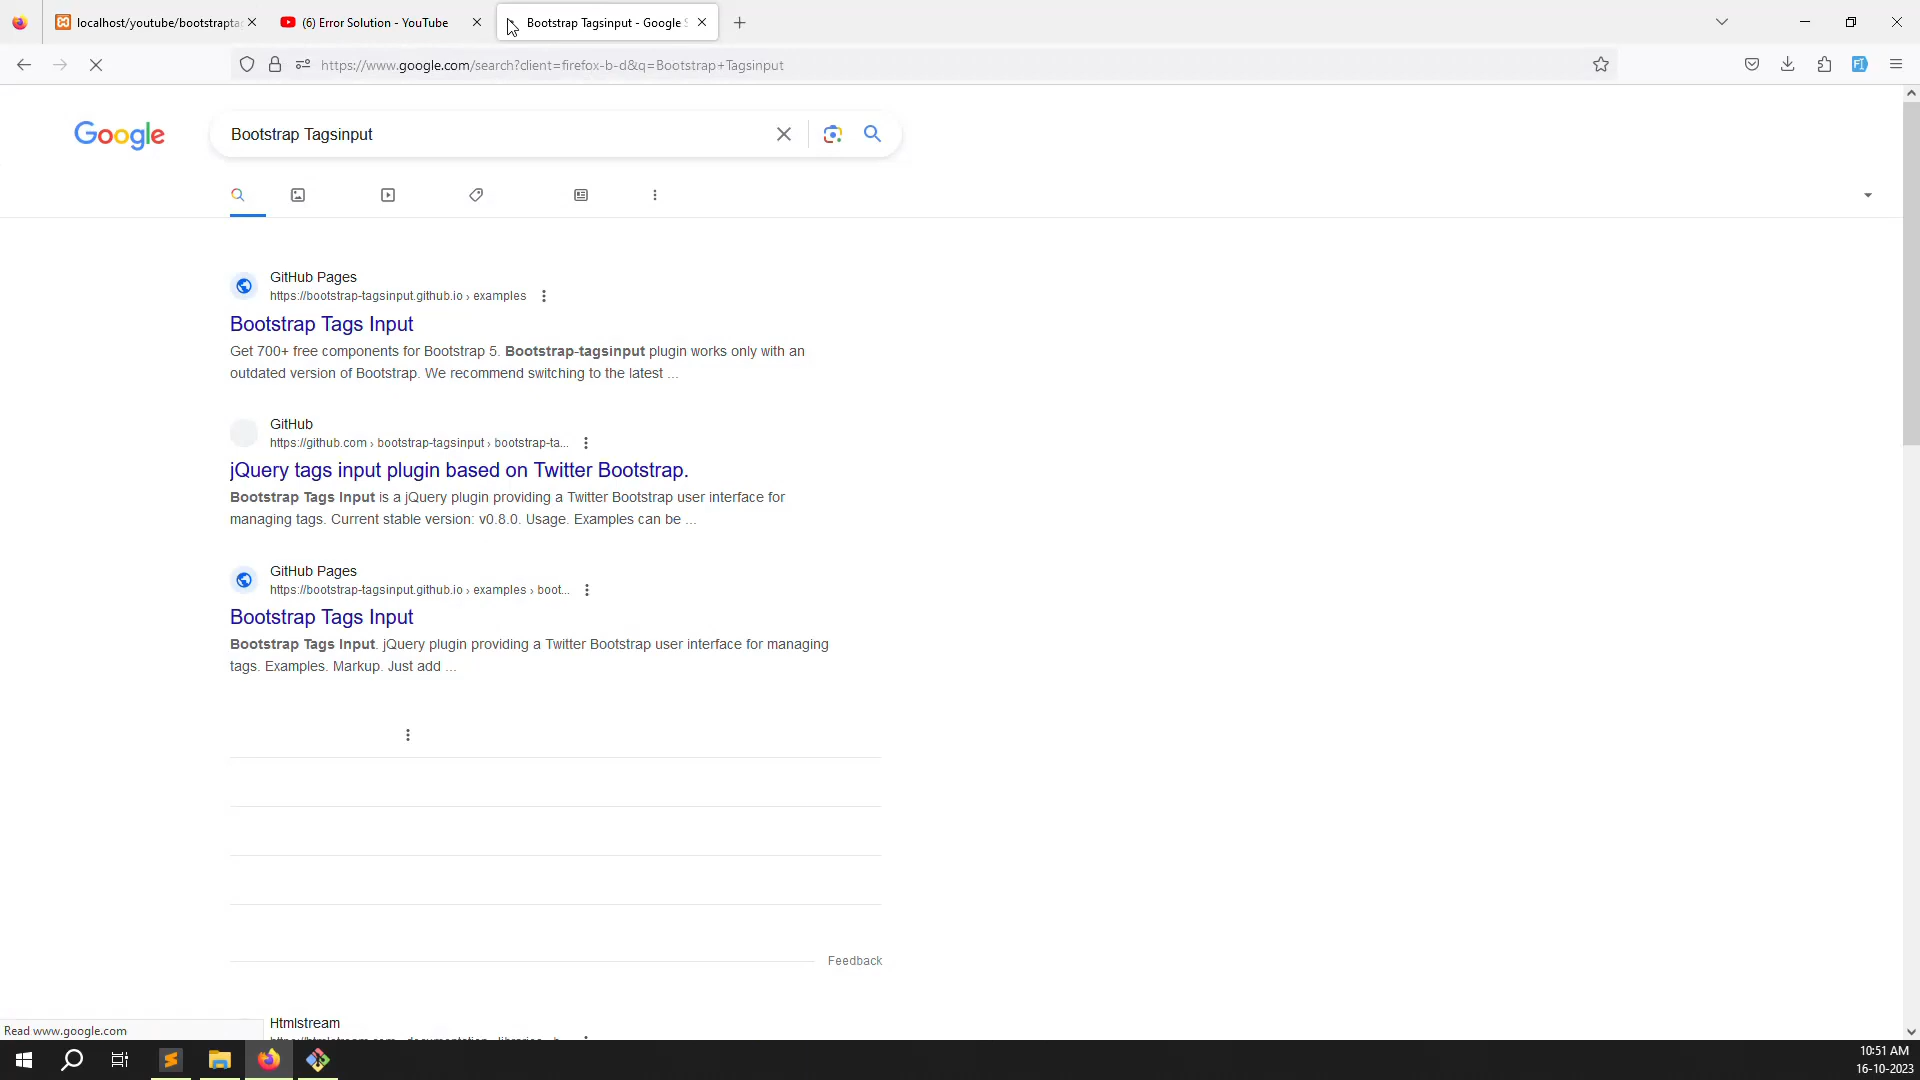 localhost/youtube/bootstrapta
(6) Error Solution - YouTube
Bootstrap Tagsinput - Google S
https://www.google.com/search?client=firefox-b-d&q=Bootstrap+Tagsinput
Google
Bootstrap Tagsinput
GitHub Pages
https://bootstrap-tagsinput.github.io › examples
Bootstrap Tags Input
Get 700+ free components for Bootstrap 5. Bootstrap-tagsinput plugin works only with an
outdated version of Bootstrap. We recommend switching to the latest ...
GitHub
https://github.com › bootstrap-tagsinput › bootstrap-ta...
jQuery tags input plugin based on Twitter Bootstrap.
Bootstrap Tags Input is a jQuery plugin providing a Twitter Bootstrap user interface for
managing tags. Current stable version: v0.8.0. Usage. Examples can be ...
GitHub Pages
https://bootstrap-tagsinput.github.io › examples › boot...
Bootstrap Tags Input
Bootstrap Tags Input. jQuery plugin providing a Twitter Bootstrap user interface for managing
tags. Examples. Markup. Just add ...
Feedback
Htmlstream
Read www.google.com
10:51 AM
16-10-2023